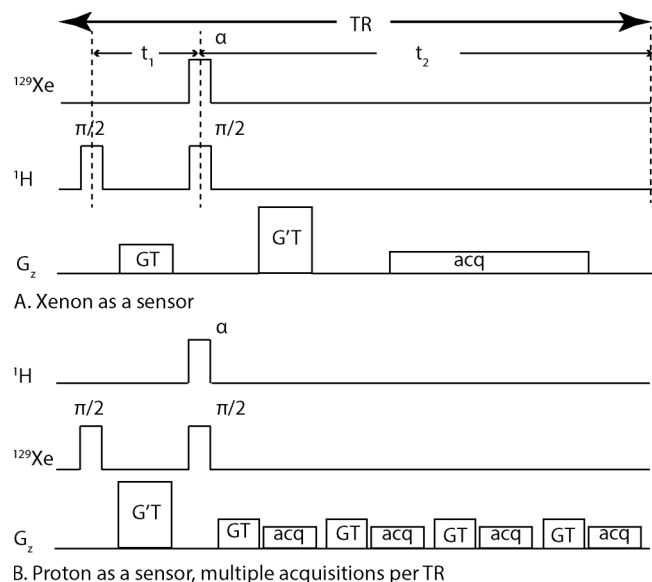 TR
t₁ α t₂
¹²⁹Xe
π/2 π/2
¹H
GT G'T acq
G_z
A. Xenon as a sensor
α
¹H
π/2 π/2
¹²⁹Xe
G'T GT acq GT acq GT acq GT acq
G_z
B. Proton as a sensor, multiple acquisitions per TR